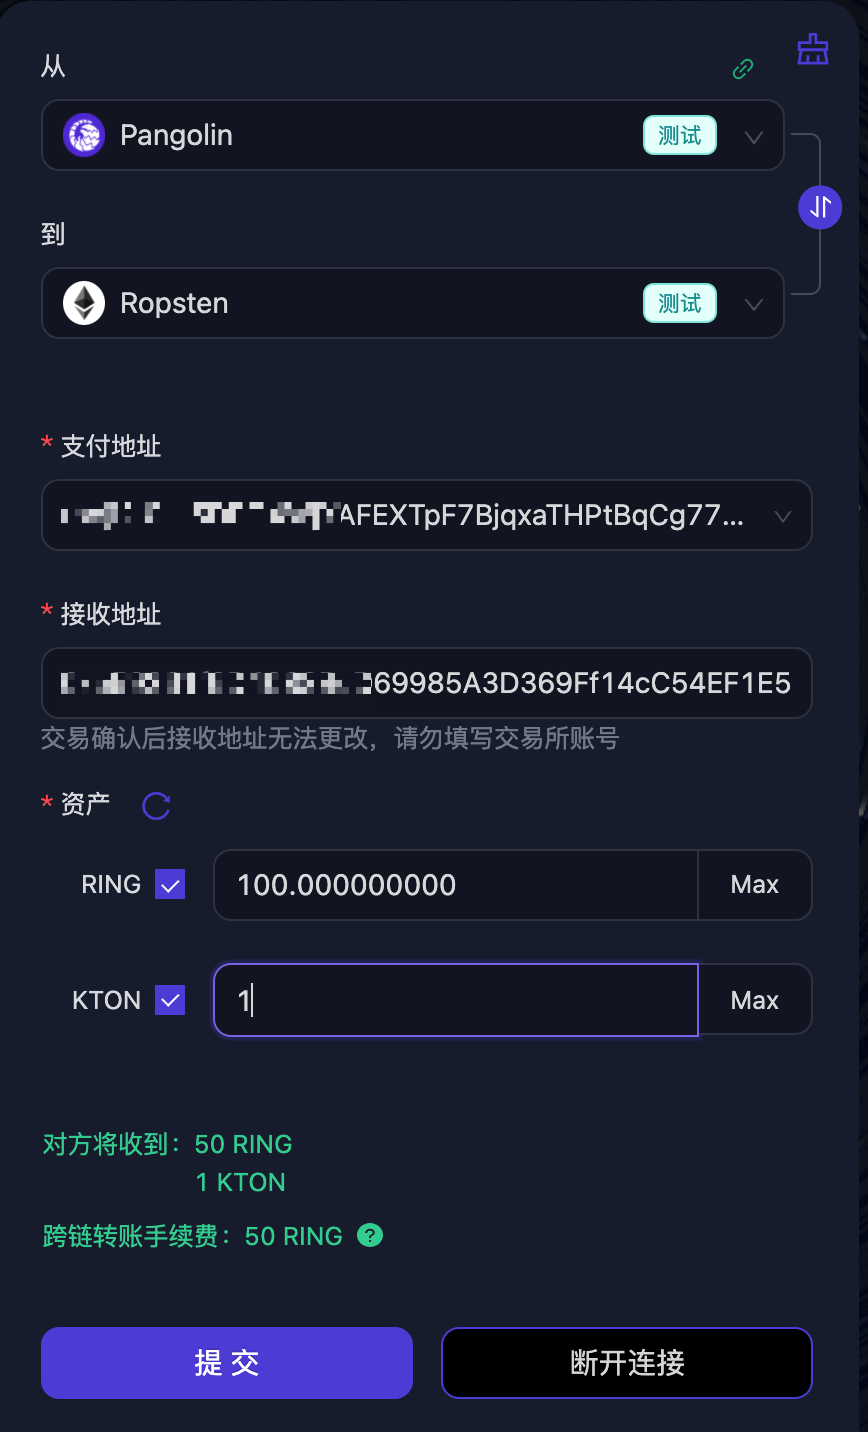 从
Pangolin 测试
到
Ropsten 测试
* 支付地址
AFEXTpF7BjqxaTHPtBqCg77...
* 接收地址
69985A3D369Ff14cC54EF1E5
交易确认后接收地址无法更改，请勿填写交易所账号
* 资产
RING 100.000000000 Max
KTON 1 Max
对方将收到：50 RING
1 KTON
跨链转账手续费：50 RING ?
提交 断开连接